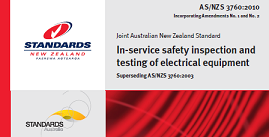 AS/NZS 3760:2010
Incorporating Amendments No. 1 and No. 2
STANDARDS
NEW ZEALAND
PAEREWA AOTEAROA
Joint Australian New Zealand Standard
In-service safety inspection and
testing of electrical equipment
Superseding AS/NZS 3760:2003
STANDARDS
Australia